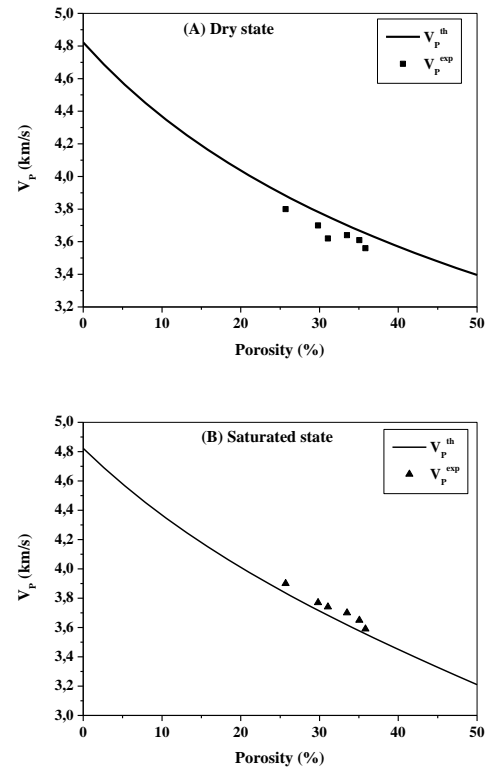 (A) Dry state
V_P^th
V_P^exp
5,0
4,8
4,6
4,4
4,2
4,0
3,8
3,6
3,4
3,2
V_P (km/s)
0 10 20 30 40 50
Porosity (%)
(B) Saturated state
V_P^th
V_P^exp
5,0
4,8
4,6
4,4
4,2
4,0
3,8
3,6
3,4
3,2
3,0
V_P (km/s)
0 10 20 30 40 50
Porosity (%)